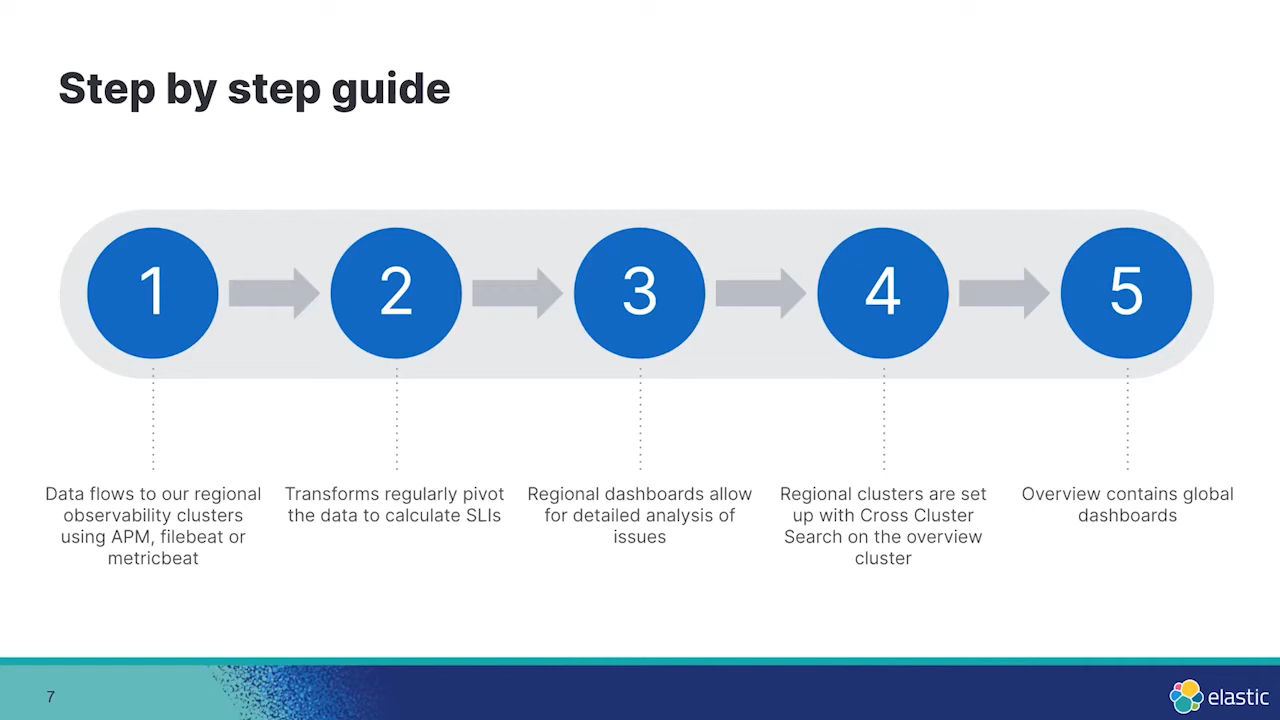 Step by step guide
1
2
3
4
5
Data flows to our regional
observability clusters
using APM, filebeat or
metricbeat
Transforms regularly pivot
the data to calculate SLIs
Regional dashboards allow
for detailed analysis of
issues
Regional clusters are set
up with Cross Cluster
Search on the overview
cluster
Overview contains global
dashboards
7
elastic